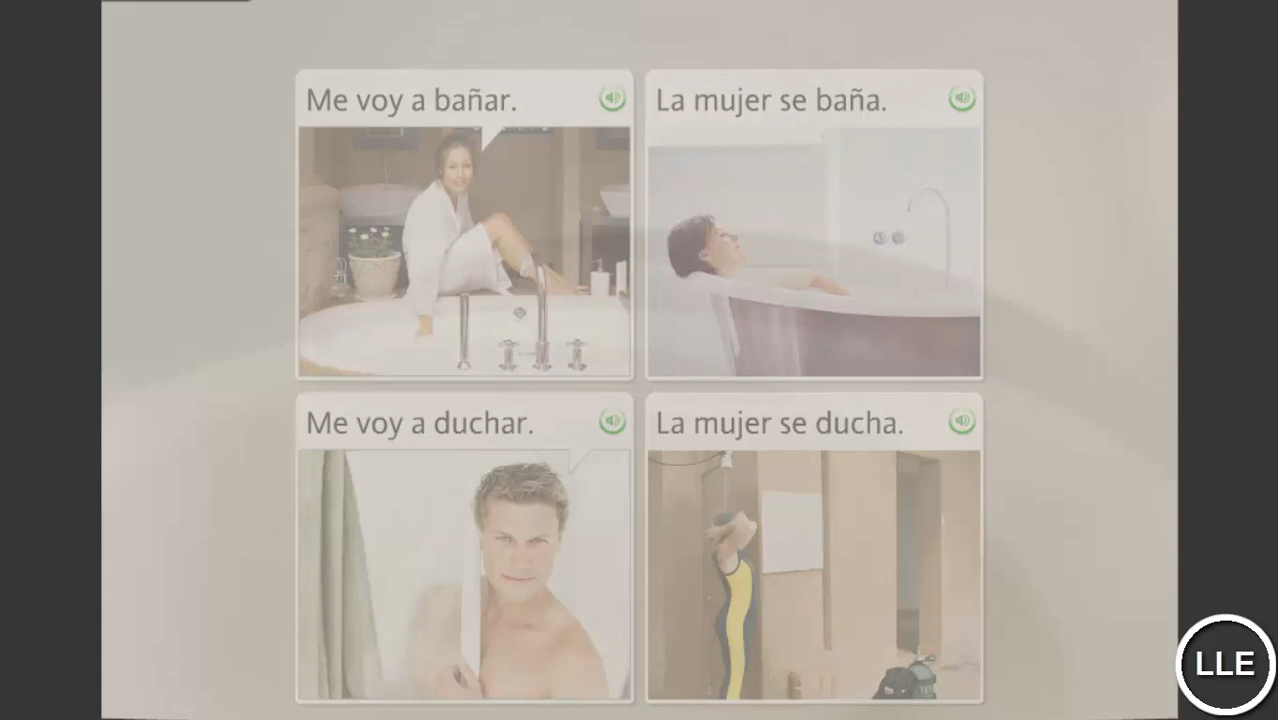 Me voy a bañar.
La mujer se baña.
Me voy a duchar.
La mujer se ducha.
LLE